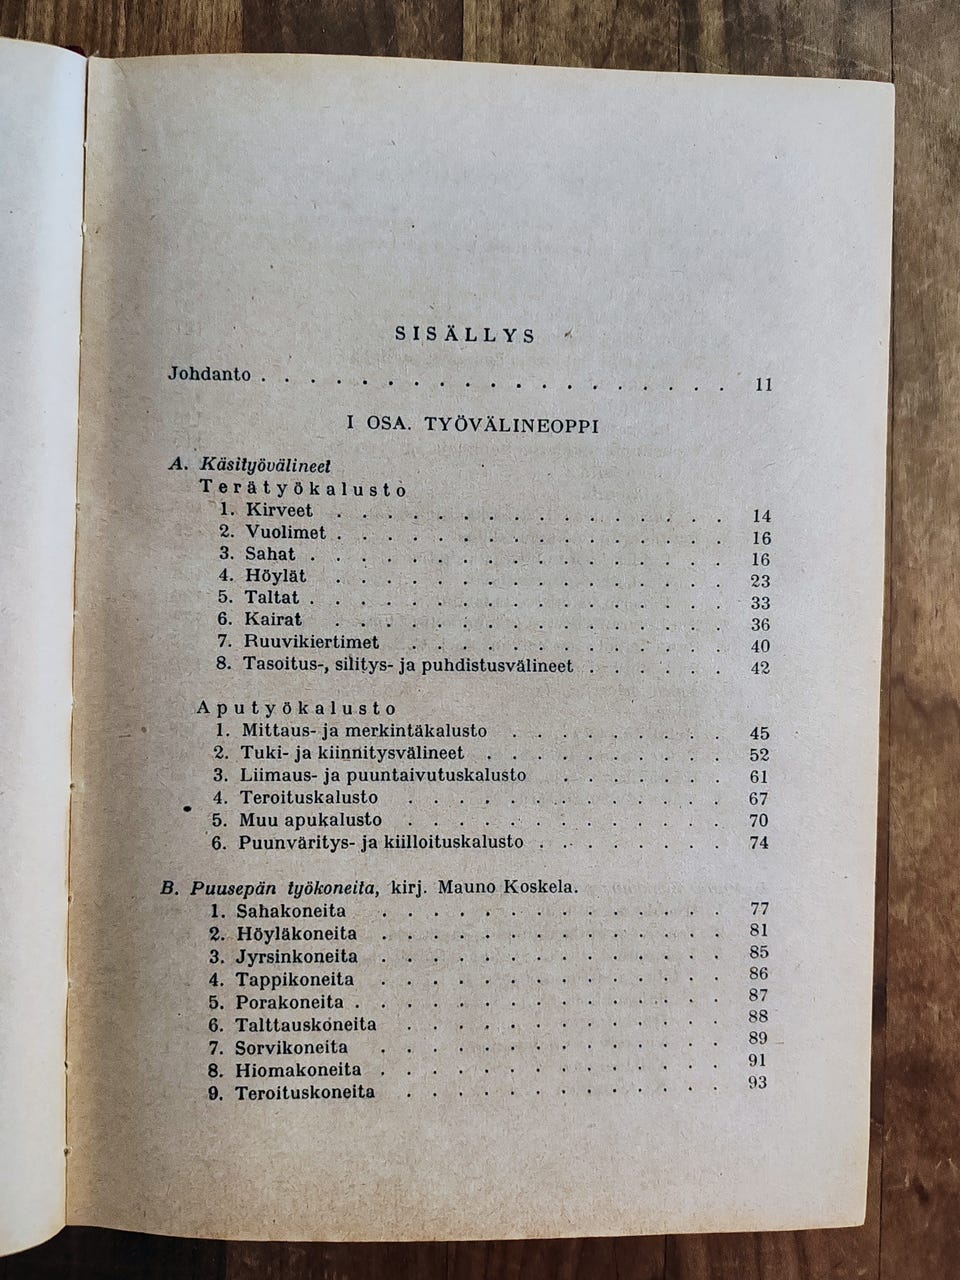 SISÄLLYS
Johdanto . . . . . . . . . . . . . . . . . . . 11
I OSA. TYÖVÄLINEOPPI
A. Käsityövälineet
Terätyökalusto
1. Kirveet . . . . . . . . . . . . . . . . 14
2. Vuolimet . . . . . . . . . . . . . . . . 16
3. Sahat . . . . . . . . . . . . . . . . . 16
4. Höylät . . . . . . . . . . . . . . . . 23
5. Taltat . . . . . . . . . . . . . . . . . 33
6. Kairat . . . . . . . . . . . . . . . . 36
7. Ruuvikiertimet . . . . . . . . . . . . . 40
8. Tasoitus-, silitys- ja puhdistusvälineet . . . . . . 42
Aputyökalusto
1. Mittaus- ja merkintäkalusto . . . . . . . . . 45
2. Tuki- ja kiinnitysvälineet . . . . . . . . . . 52
3. Liimaus- ja puuntaivutuskalusto . . . . . . . 61
4. Teroituskalusto . . . . . . . . . . . . . 67
5. Muu apukalusto . . . . . . . . . . . . . 70
6. Puunväritys- ja kiilloituskalusto . . . . . . . . 74
B. Puusepän työkoneita, kirj. Mauno Koskela.
1. Sahakoneita . . . . . . . . . . . . . . 77
2. Höyläkoneita . . . . . . . . . . . . . . 81
3. Jyrsinkoneita . . . . . . . . . . . . . . 85
4. Tappikoneita . . . . . . . . . . . . . . 86
5. Porakoneita . . . . . . . . . . . . . . . 87
6. Talttauskoneita . . . . . . . . . . . . . 88
7. Sorvikoneita . . . . . . . . . . . . . . 89
8. Hiomakoneita . . . . . . . . . . . . . . 91
9. Teroituskoneita . . . . . . . . . . . . . 93